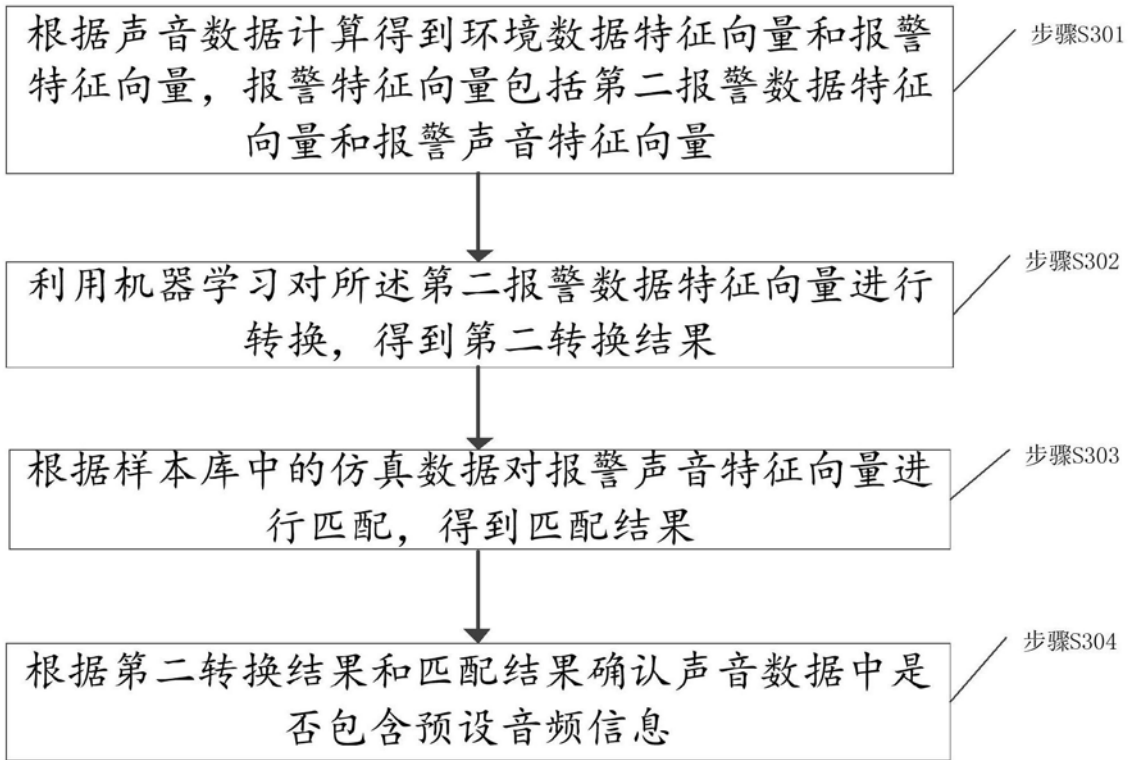 根据声音数据计算得到环境数据特征向量和报警
特征向量，报警特征向量包括第二报警数据特征
向量和报警声音特征向量
步骤S301
利用机器学习对所述第二报警数据特征向量进行
转换，得到第二转换结果
步骤S302
根据样本库中的仿真数据对报警声音特征向量进
行匹配，得到匹配结果
步骤S303
根据第二转换结果和匹配结果确认声音数据中是
否包含预设音频信息
步骤S304